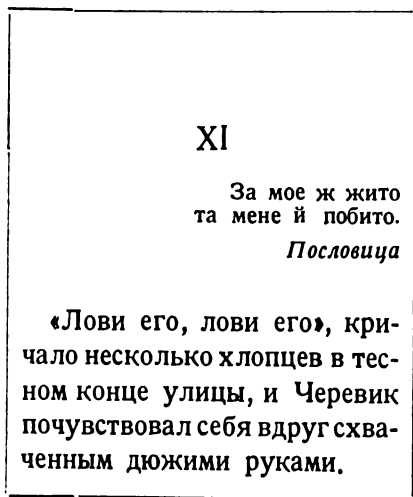 XI
За мое ж жито
та мене й побито.
Пословица
«Лови его, лови его», кри-
чало несколько хлопцев в тес-
ном конце улицы, и Черевик
почувствовал себя вдруг схва-
ченным дюжими руками.